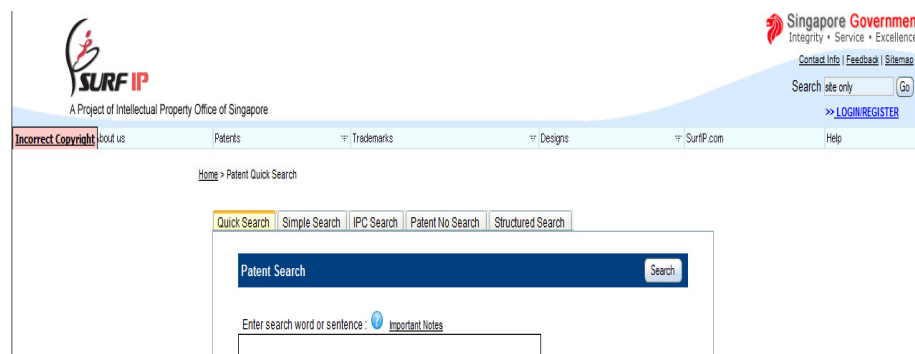 Singapore Governmen
Integrity • Service • Excellence
Contact Info | Feedback | Sitemap
SURF IP
Search site only Go
A Project of Intellectual Property Office of Singapore
>> LOGIN/REGISTER
Incorrect Copyright bout us Patents Trademarks Designs SurfIP.com Help
Home > Patent Quick Search
Quick Search Simple Search IPC Search Patent No Search Structured Search
Patent Search Search
Enter search word or sentence : ? Important Notes